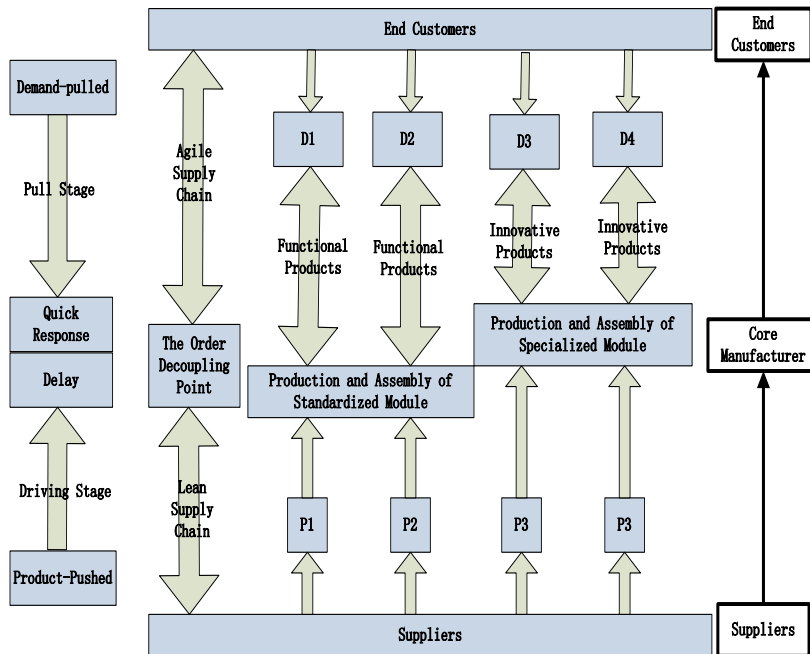 End Customers
End
Customers
Demand-pulled
D1
D2
D3
D4
Agile
Supply
Chain
Pull Stage
Functional
Products
Functional
Products
Innovative
Products
Innovative
Products
Quick
Response
Delay
The Order
Decoupling
Point
Production and Assembly of
Specialized Module
Core
Manufacturer
Production and Assembly of
Standardized Module
Driving Stage
Lean
Supply
Chain
P1
P2
P3
P3
Product-Pushed
Suppliers
Suppliers